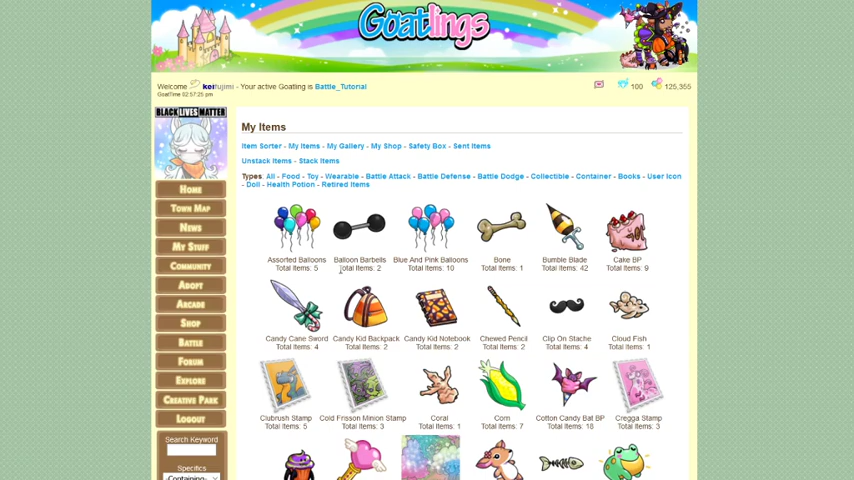 Goatlings
Welcome keifujimi - Your active Goatling is Battle_Tutorial
100
125,355
GoatTime 02:57:25 pm
BLACK LIVES MATTER
My Items
Item Sorter - My Items - My Gallery - My Shop - Safety Box - Sent Items
Unstack Items - Stack Items
Types: All - Food - Toy - Wearable - Battle Attack - Battle Defense - Battle Dodge - Collectible - Container - Books - User Icon
- Doll - Health Potion - Retired Items
Home
Town Map
News
My Stuff
Community
Adopt
Arcade
Shop
Battle
Forum
Explore
Creative Park
Logout
Search Keyword
Specifics
-Containing-
Assorted Balloons
Total Items: 5
Balloon Barbells
Total Items: 2
Blue And Pink Balloons
Total Items: 10
Bone
Total Items: 1
Bumble Blade
Total Items: 42
Cake BP
Total Items: 9
Candy Cane Sword
Total Items: 4
Candy Kid Backpack
Total Items: 2
Candy Kid Notebook
Total Items: 2
Chewed Pencil
Total Items: 2
Clip On Stache
Total Items: 4
Cloud Fish
Total Items: 1
Clubrush Stamp
Total Items: 5
Cold Frisson Minion Stamp
Total Items: 3
Coral
Total Items: 1
Corn
Total Items: 7
Cotton Candy Bat BP
Total Items: 18
Cregga Stamp
Total Items: 3